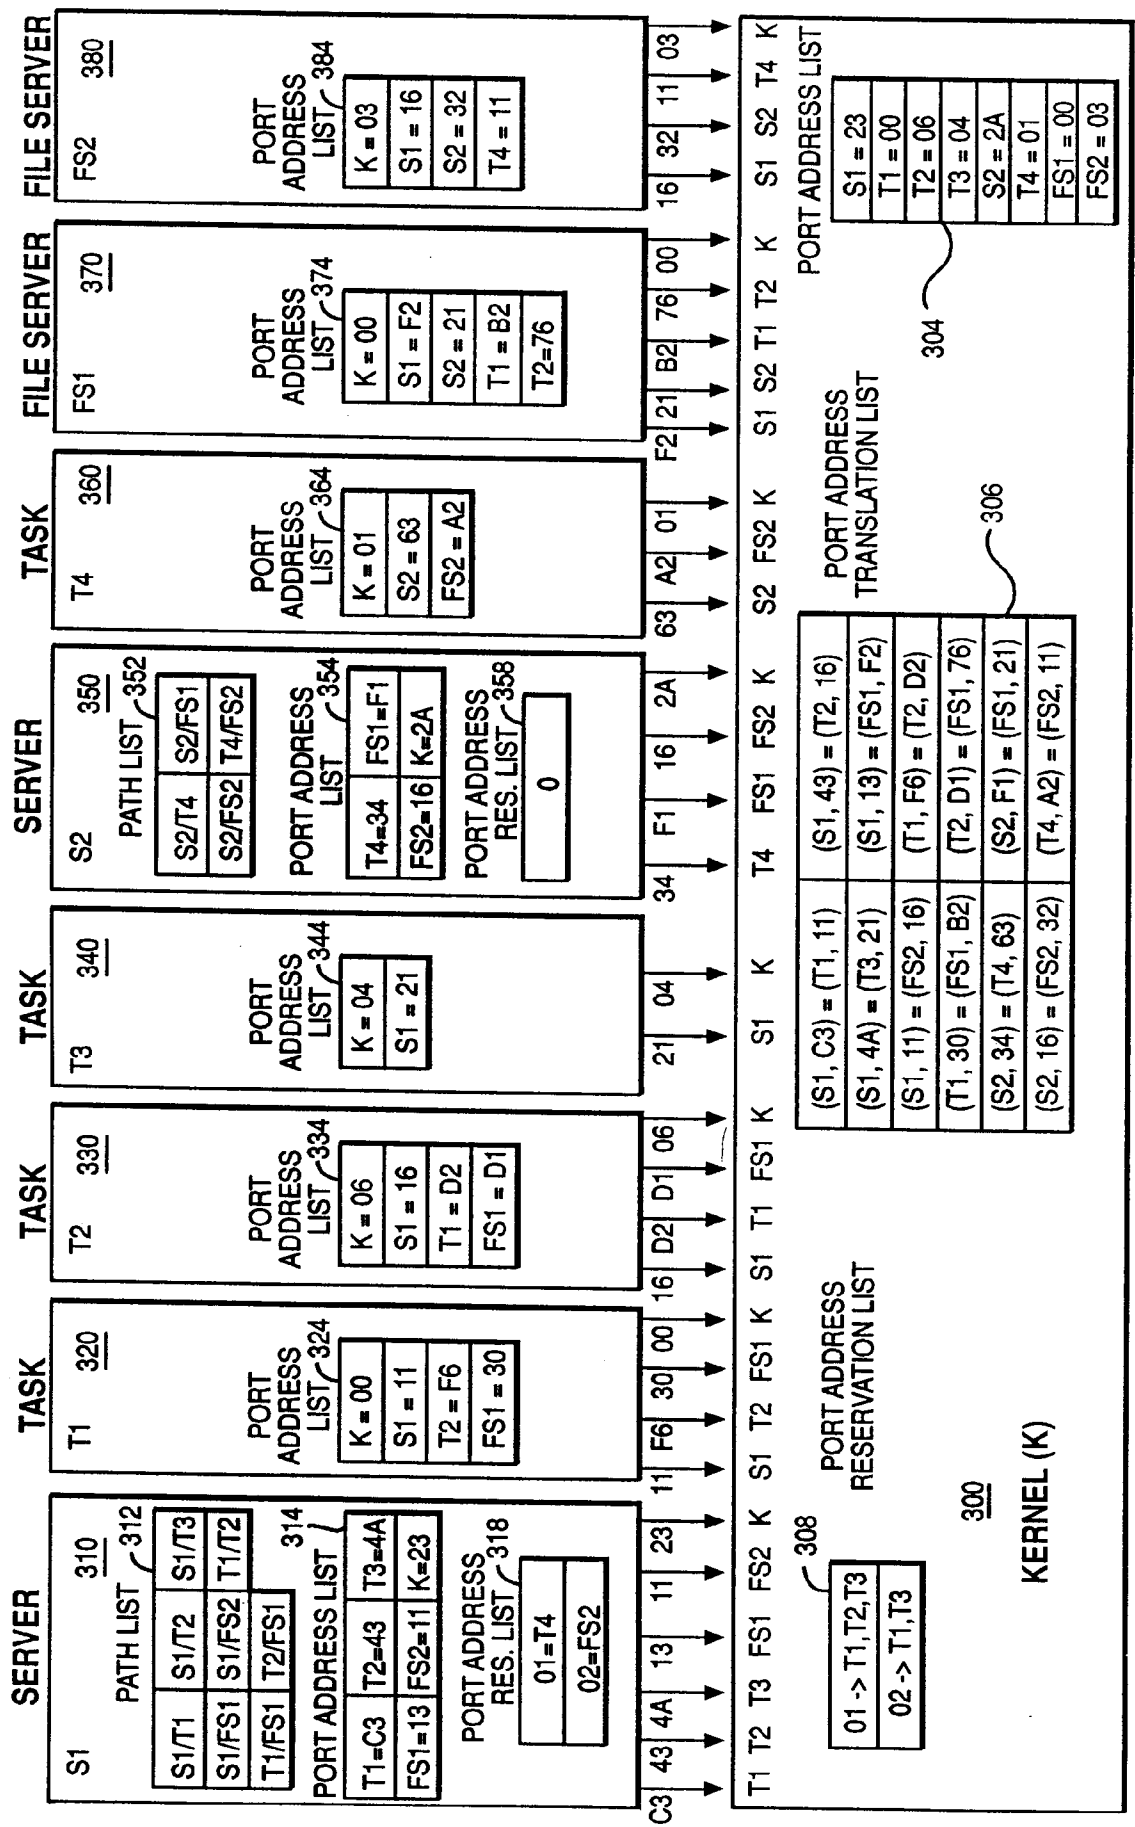 SERVER
S1
310
PATH LIST 312
S1/T1 S1/T2 S1/T3
S1/FS1 S1/FS2 T1/T2
T1/FS1 T2/FS1
PORT ADDRESS LIST 314
T1=C3 T2=43 T3=4A
FS1=13 FS2=11 K=23
PORT ADDRESS
RES. LIST 318
01=T4
02=FS2
C3 43 4A 13 11 23
TASK
T1
320
PORT
ADDRESS
LIST 324
K = 00
S1 = 11
T2 = F6
FS1 = 30
11 F6 30 00
TASK
T2
330
PORT
ADDRESS
LIST 334
K = 06
S1 = 16
T1 = D2
FS1 = D1
16 D2 D1 06
TASK
T3
340
PORT
ADDRESS
LIST 344
K = 04
S1 = 21
21 04
SERVER
S2
350
PATH LIST 352
S2/T4 S2/FS1
S2/FS2 T4/FS2
PORT ADDRESS
LIST 354
T4=34 FS1=F1
FS2=16 K=2A
PORT ADDRESS
RES. LIST 358
0
34 F1 16 2A
TASK
T4
360
PORT
ADDRESS
LIST 364
K = 01
S2 = 63
FS2 = A2
63 A2 01
FILE SERVER
FS1
370
PORT
ADDRESS
LIST 374
K = 00
S1 = F2
S2 = 21
T1 = B2
T2=76
F2 21 B2 76 00
FILE SERVER
FS2
380
PORT
ADDRESS
LIST 384
K = 03
S1 = 16
S2 = 32
T4 = 11
16 32 11 03
T1 T2 T3 FS1 FS2 K S1 T2 FS1 K S1 T1 FS1 K S1 K T4 FS1 FS2 K S2 FS2 K S1 S2 T1 T2 K S1 S2 T4 K
308
01 -> T1,T2,T3
02 -> T1,T3
PORT ADDRESS
RESERVATION LIST
300
KERNEL (K)
(S1, C3) = (T1, 11) (S1, 43) = (T2, 16)
(S1, 4A) = (T3, 21) (S1, 13) = (FS1, F2)
(S1, 11) = (FS2, 16) (T1, F6) = (T2, D2)
(T1, 30) = (FS1, B2) (T2, D1) = (FS1, 76)
(S2, 34) = (T4, 63) (S2, F1) = (FS1, 21)
(S2, 16) = (FS2, 32) (T4, A2) = (FS2, 11)
306
PORT ADDRESS
TRANSLATION LIST
304
PORT ADDRESS LIST
S1 = 23
T1 = 00
T2 = 06
T3 = 04
S2 = 2A
T4 = 01
FS1 = 00
FS2 = 03